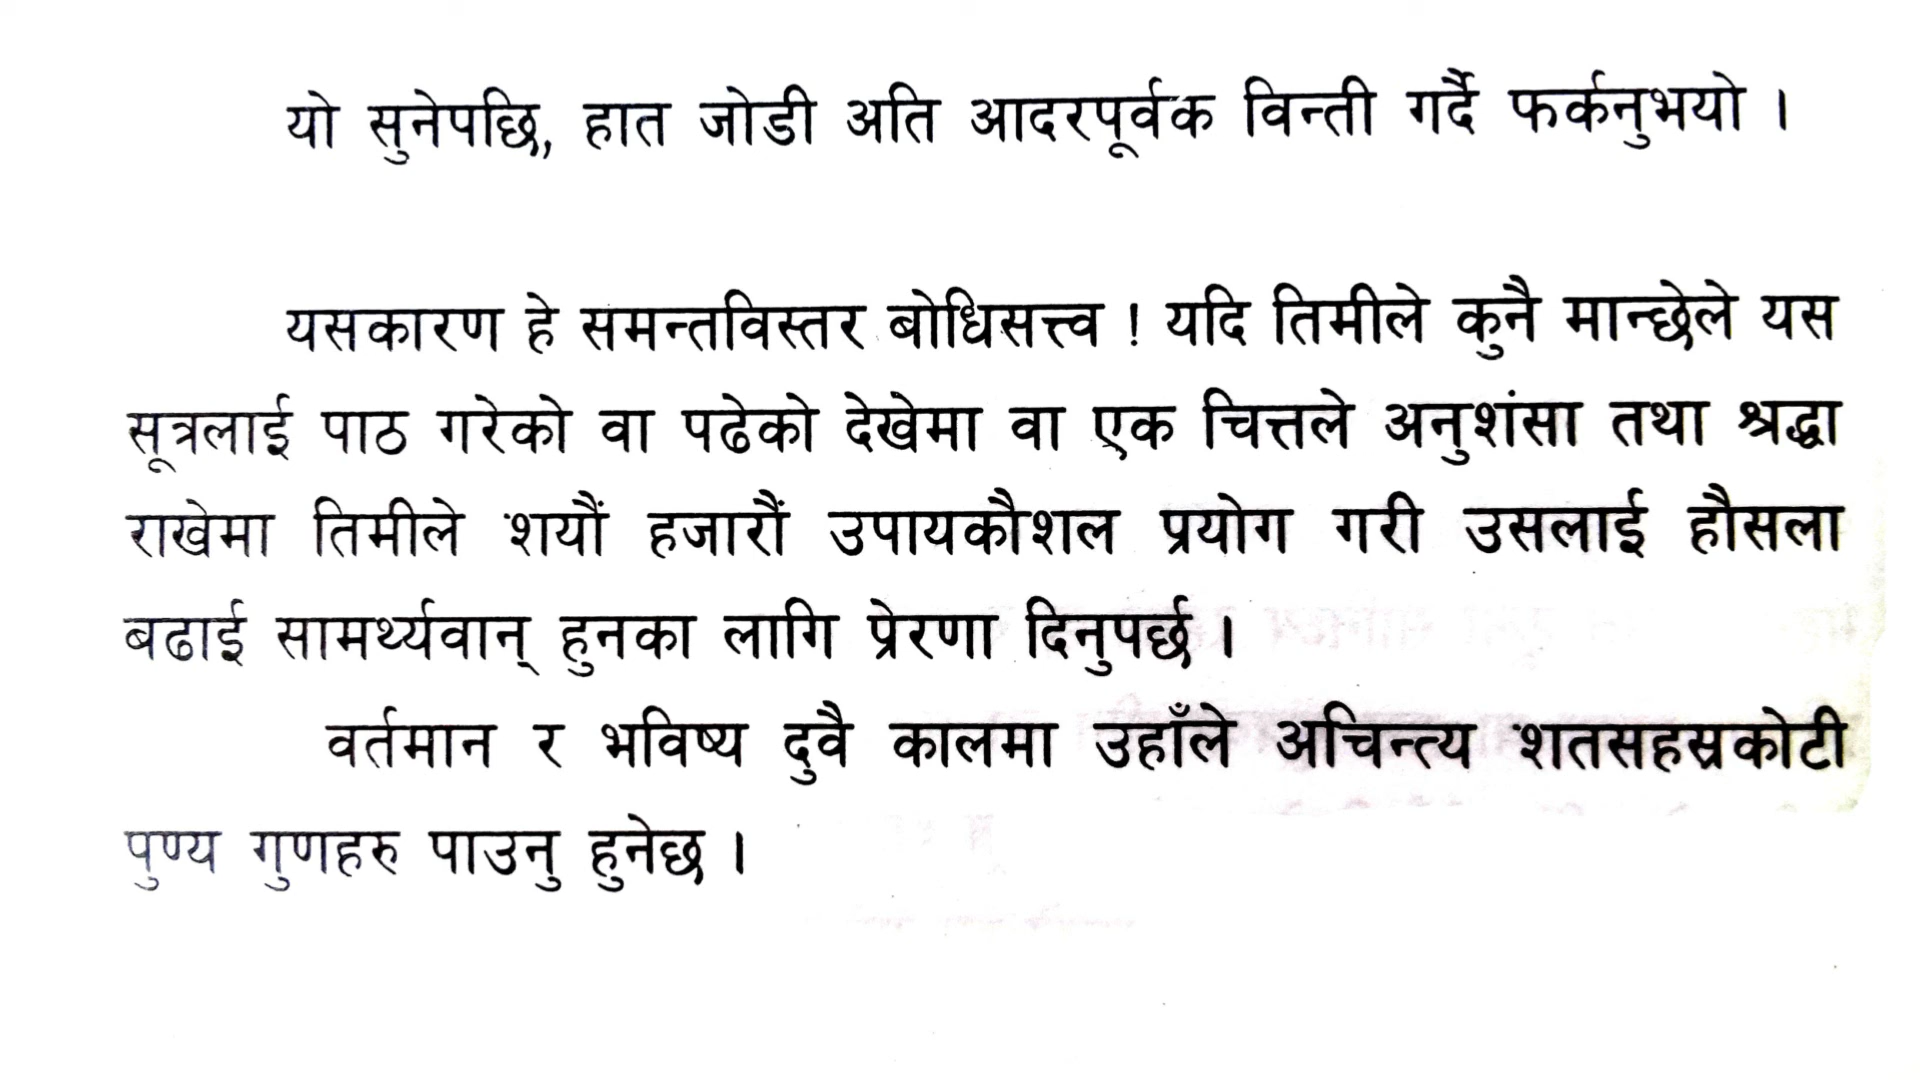 यो सुनेपछि, हात जोडी अति आदरपूर्वक विन्ती गर्दै फर्कनुभयो ।
यसकारण हे समन्तविस्तर बोधिसत्त्व ! यदि तिमीले कुनै मान्छेले यस
सूत्रलाई पाठ गरेको वा पढेको देखेमा वा एक चित्तले अनुशंसा तथा श्रद्धा
राखेमा तिमीले शयौं हजारौं उपायकौशल प्रयोग गरी उसलाई हौसला
बढाई सामर्थ्यवान् हुनका लागि प्रेरणा दिनुपर्छ ।
वर्तमान र भविष्य दुवै कालमा उहाँले अचिन्त्य शतसहस्रकोटी
पुण्य गुणहरु पाउनु हुनेछ ।